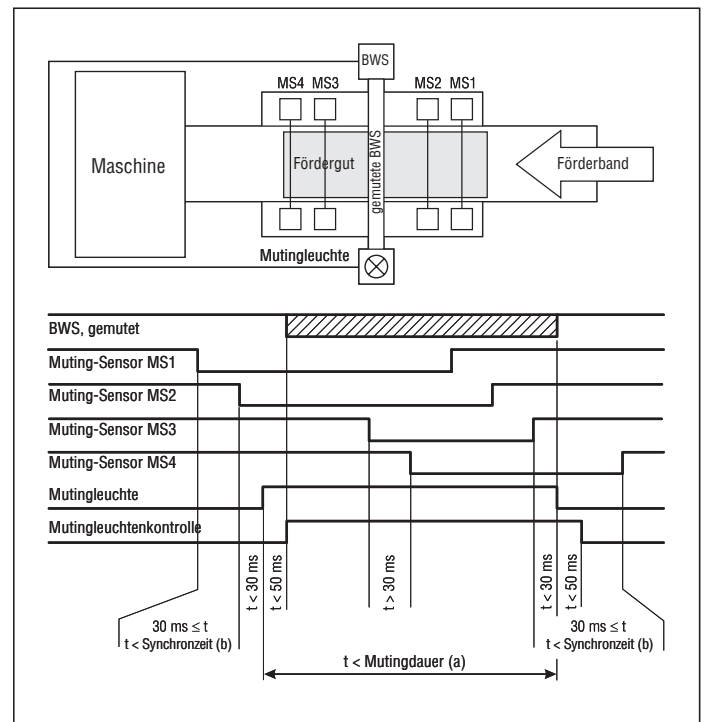 BWS
MS4 MS3
MS2 MS1
Maschine
Fördergut
gemutete BWS
Förderband
Mutingleuchte
BWS, gemutet
Muting-Sensor MS1
Muting-Sensor MS2
Muting-Sensor MS3
Muting-Sensor MS4
Mutingleuchte
Mutingleuchtenkontrolle
t < 30 ms
t < 50 ms
t > 30 ms
t < 30 ms
t < 50 ms
30 ms ≤ t
t < Synchronzeit (b)
30 ms ≤ t
t < Synchronzeit (b)
t < Mutingdauer (a)